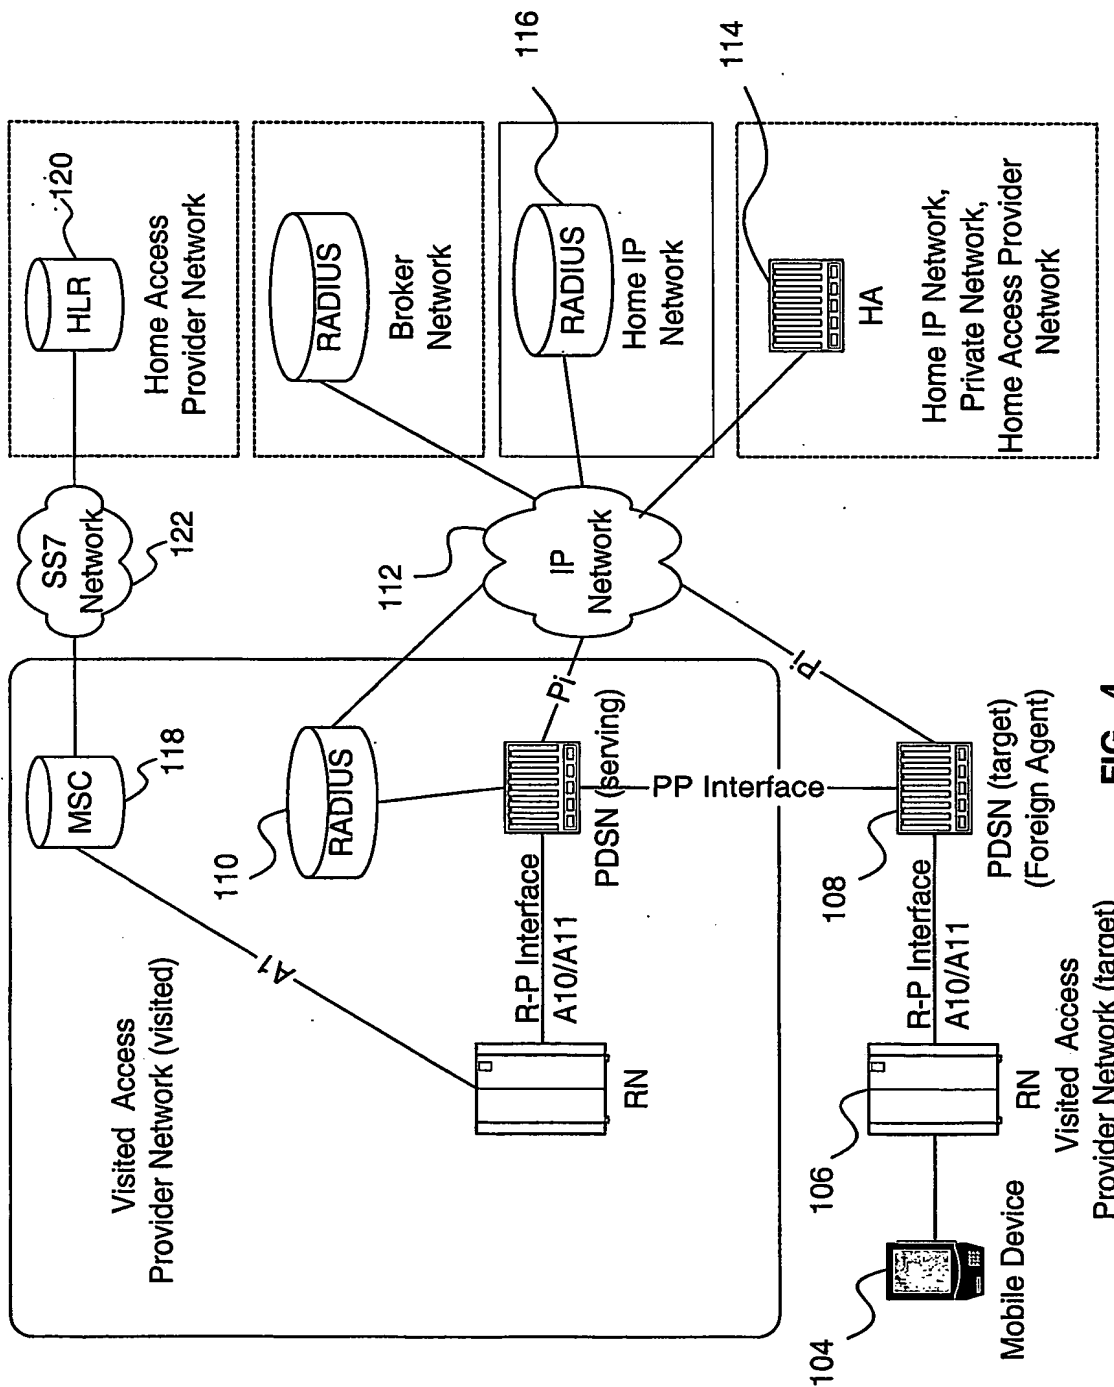 Visited Access
Provider Network (visited)
MSC
118
SS7
Network
122
HLR
120
Home Access
Provider Network
A1
110
RADIUS
112
RADIUS
Broker
Network
R-P Interface
A10/A11
RN
PDSN (serving)
Pi
IP
Network
RADIUS
116
Home IP
Network
PP Interface
Pi
HA
114
Home IP Network,
Private Network,
Home Access Provider
Network
104
Mobile Device
106
RN
R-P Interface
A10/A11
108
PDSN (target)
(Foreign Agent)
Visited Access
Provider Network (target)
FIG. 4